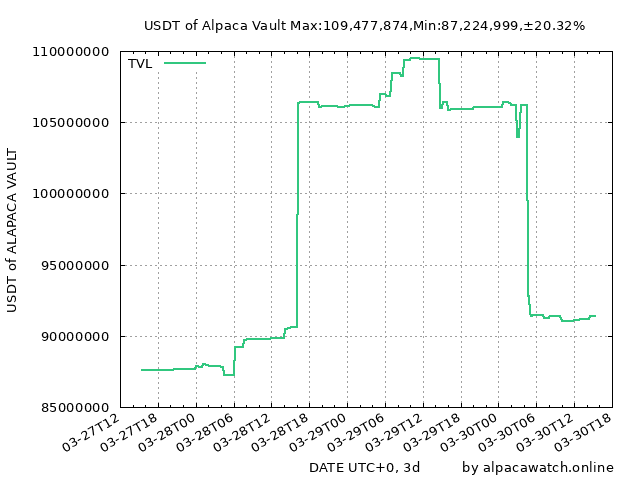 USDT of Alpaca Vault Max:109,477,874,Min:87,224,999,±20.32%
TVL
110000000
105000000
100000000
95000000
90000000
85000000
USDT of ALAPACA VAULT
03-27T12
03-27T18
03-28T00
03-28T06
03-28T12
03-28T18
03-29T00
03-29T06
03-29T12
03-29T18
03-30T00
03-30T06
03-30T12
03-30T18
DATE UTC+0, 3d by alpacawatch.online